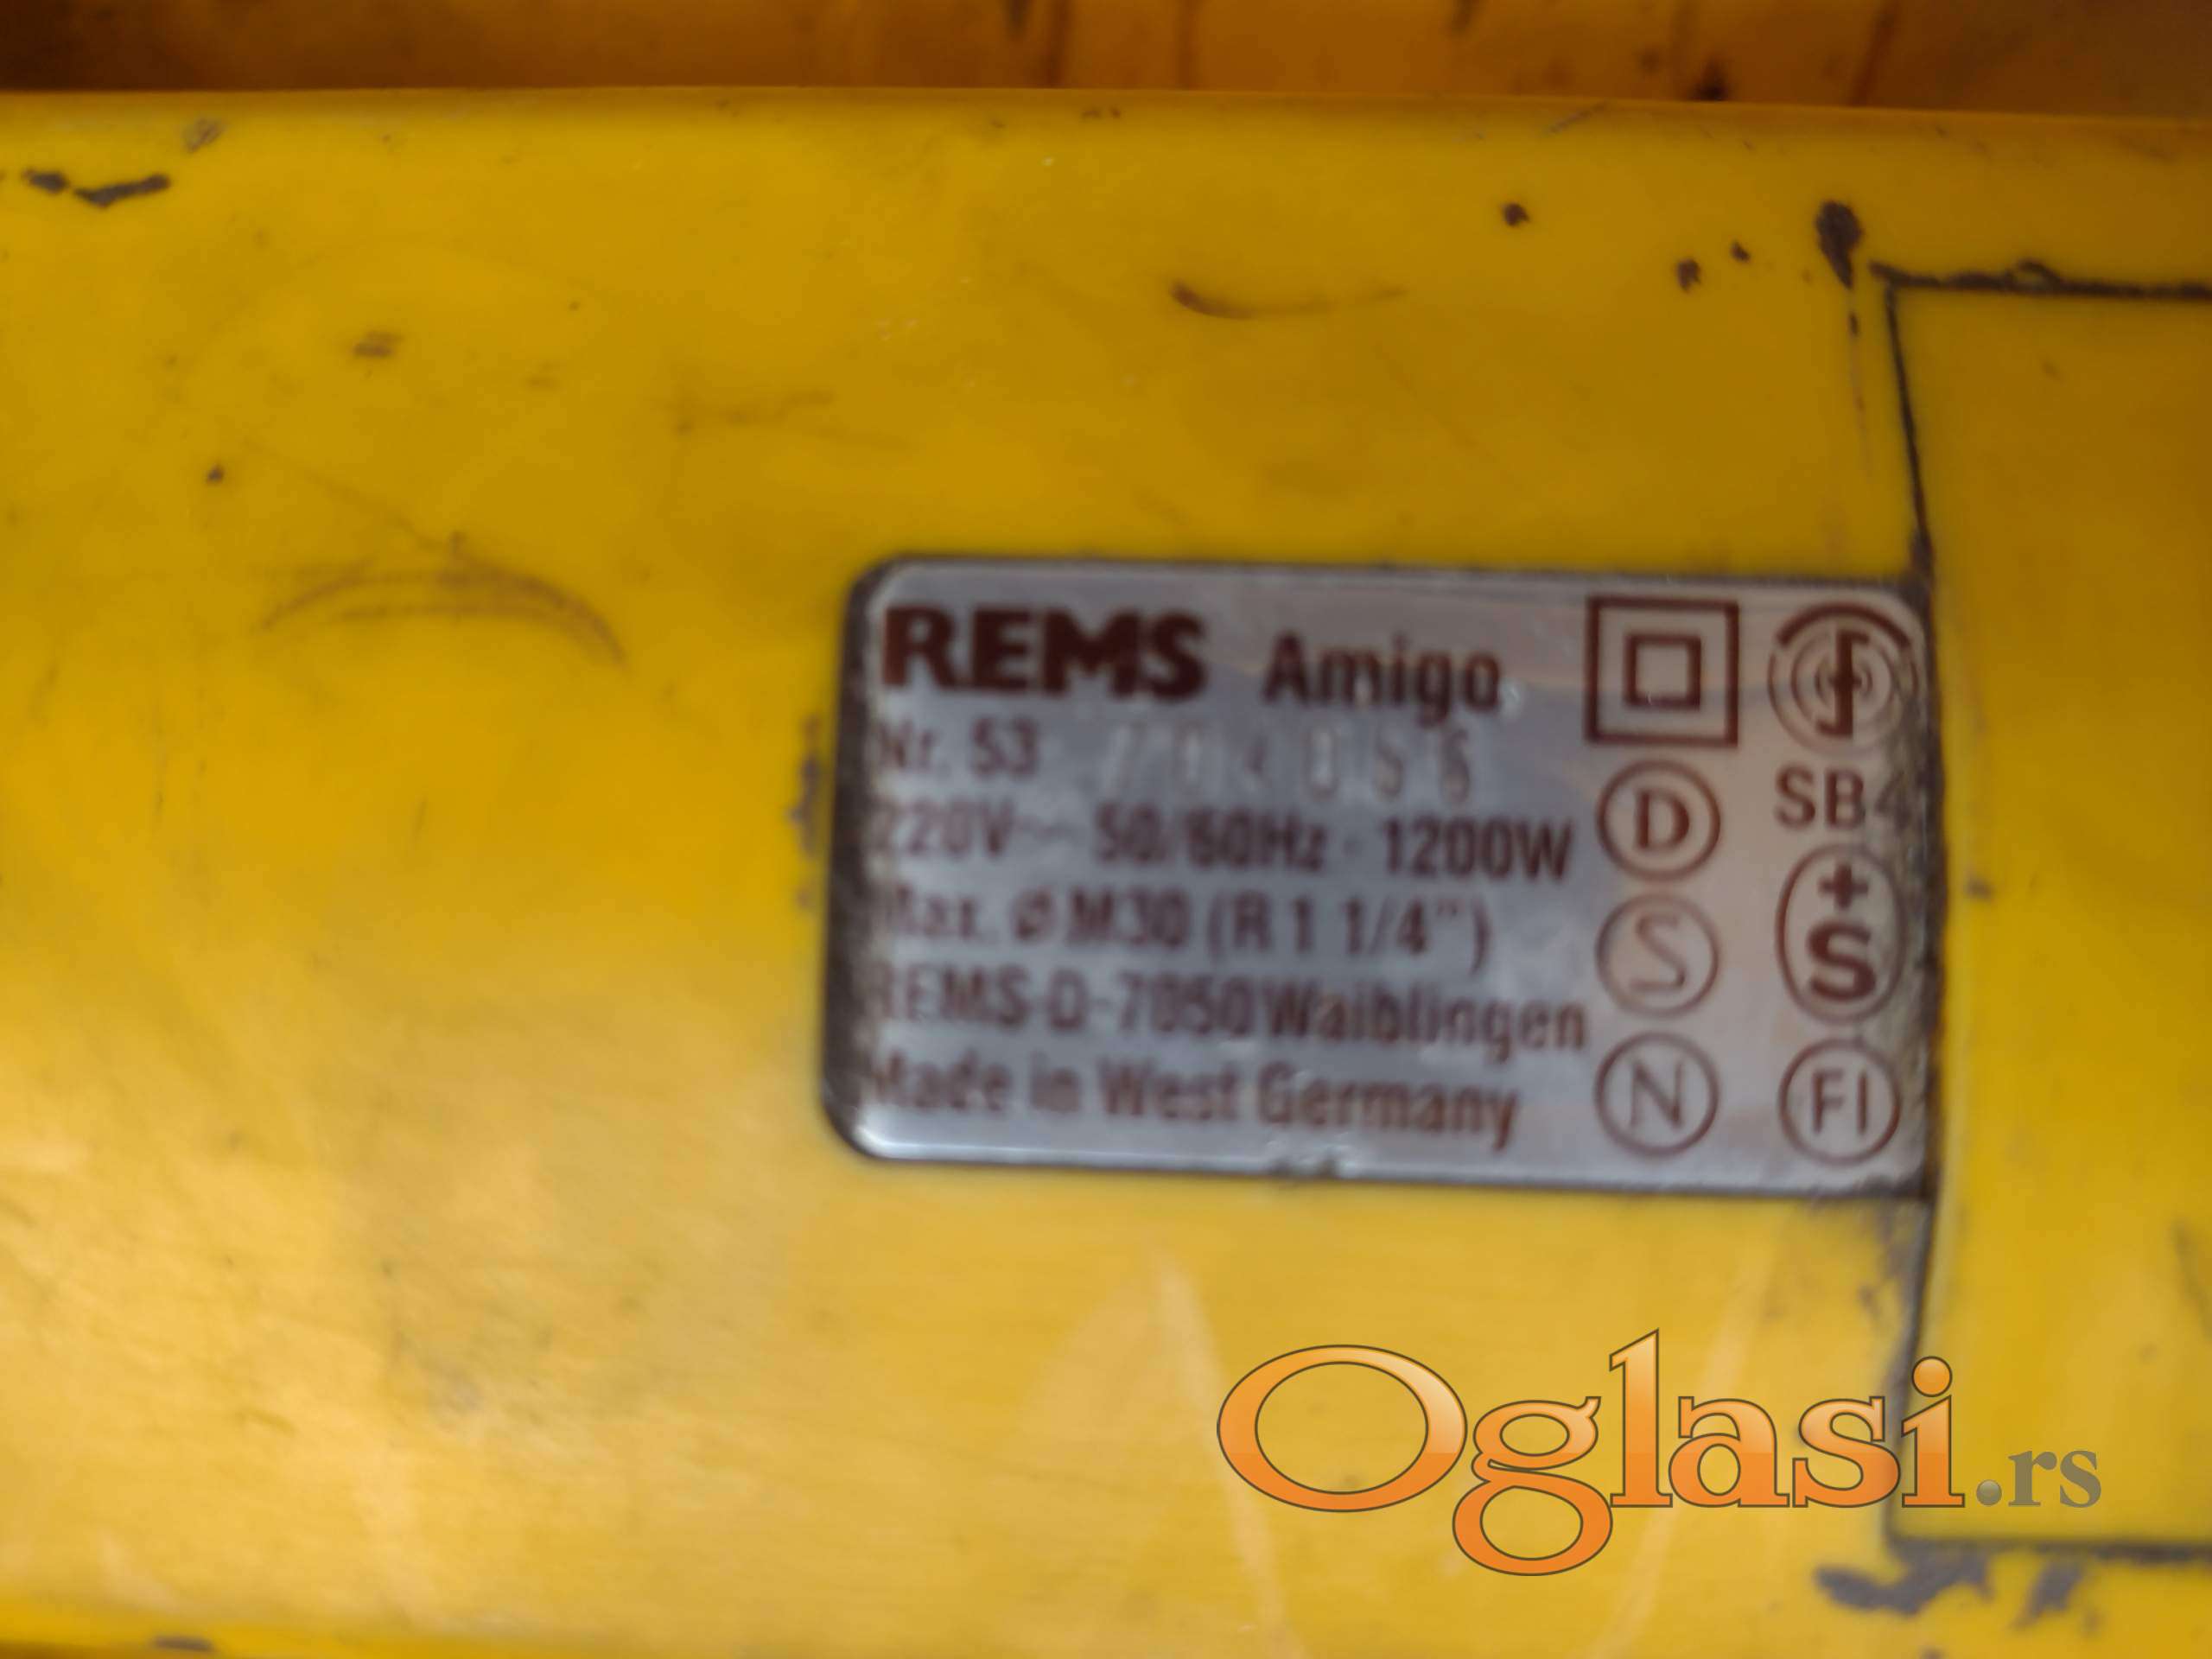 REMS Amigo
Nr. 53
220V~ 50/60Hz · 1200W
Max. Ø M30 (R 1 1/4")
REMS-D-7050 Waiblingen
Made in West Germany
D
S
N
SB
+S
FI
Oglasi.rs